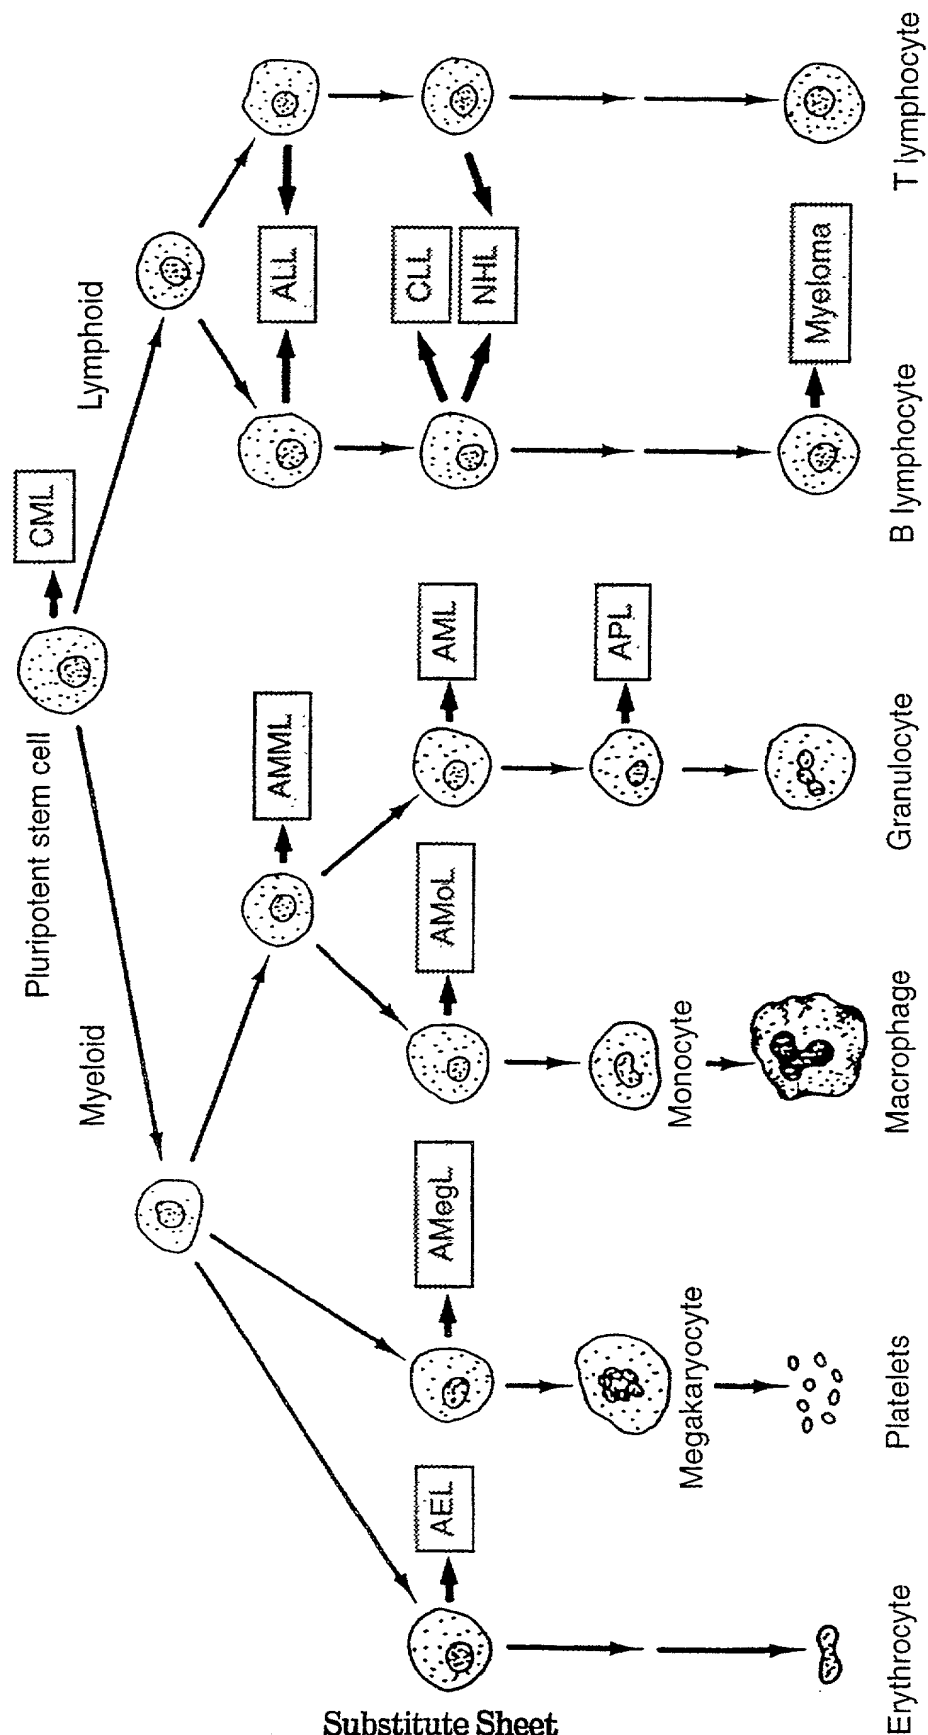 Pluripotent stem cell
CML
Myeloid
Lymphoid
AMML
ALL
AEL
AMegL
AMoL
AML
CLL
NHL
APL
Megakaryocyte
Monocyte
Myeloma
Erythrocyte
Platelets
Macrophage
Granulocyte
B lymphocyte
T lymphocyte
Substitute Sheet